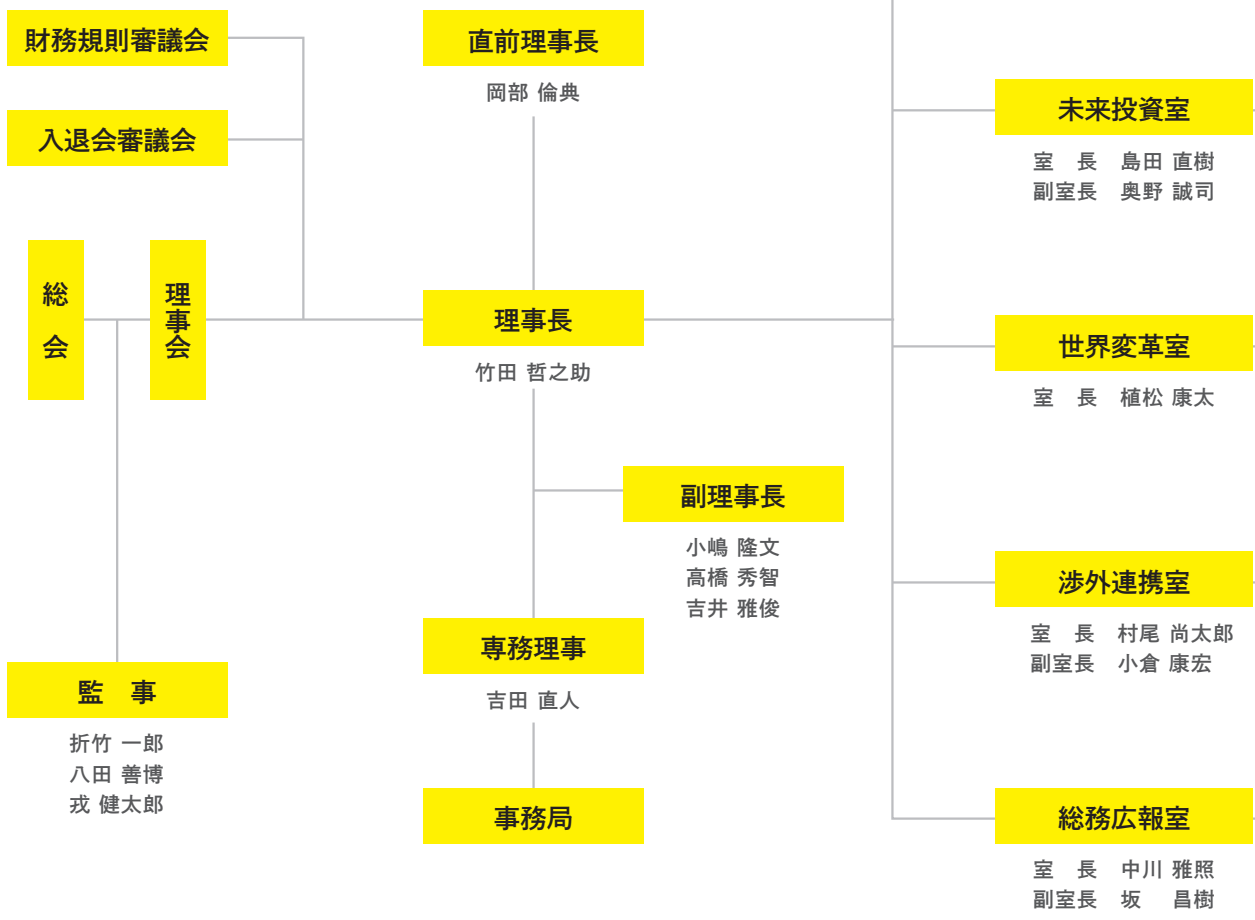 財務規則審議会
入退会審議会
総会
理事会
監　事
折竹 一郎
八田 善博
戎 健太郎
直前理事長
岡部 倫典
理事長
竹田 哲之助
副理事長
小嶋 隆文
高橋 秀智
吉井 雅俊
専務理事
吉田 直人
事務局
未来投資室
室　長　島田 直樹
副室長　奥野 誠司
世界変革室
室　長　植松 康太
渉外連携室
室　長　村尾 尚太郎
副室長　小倉 康宏
総務広報室
室　長　中川 雅照
副室長　坂　 昌樹